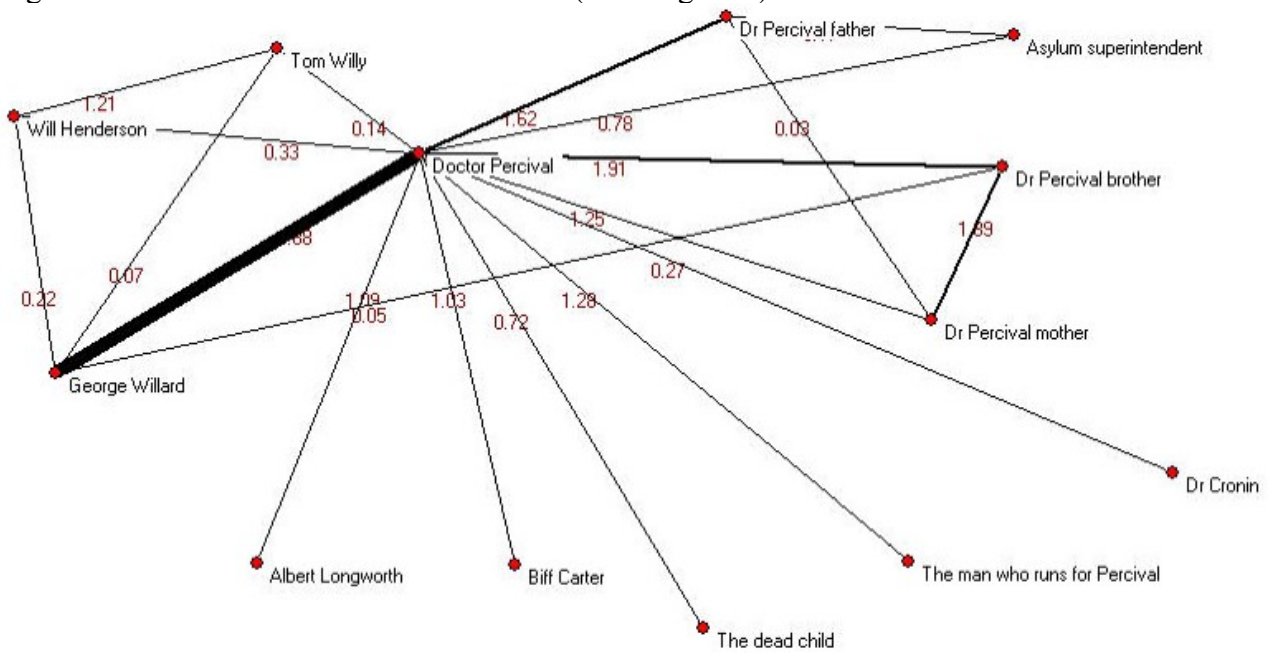 Dr Percival father
Asylum superintendent
Tom Willy
1.21
Will Henderson
0.14
1.62
0.78
0.03
0.33
Doctor Percival
1.91
Dr Percival brother
1.25
1.89
0.07
0.27
0.22
1.09
1.03
1.28
0.05
0.72
Dr Percival mother
George Willard
Dr Cronin
Albert Longworth
Biff Carter
The man who runs for Percival
The dead child